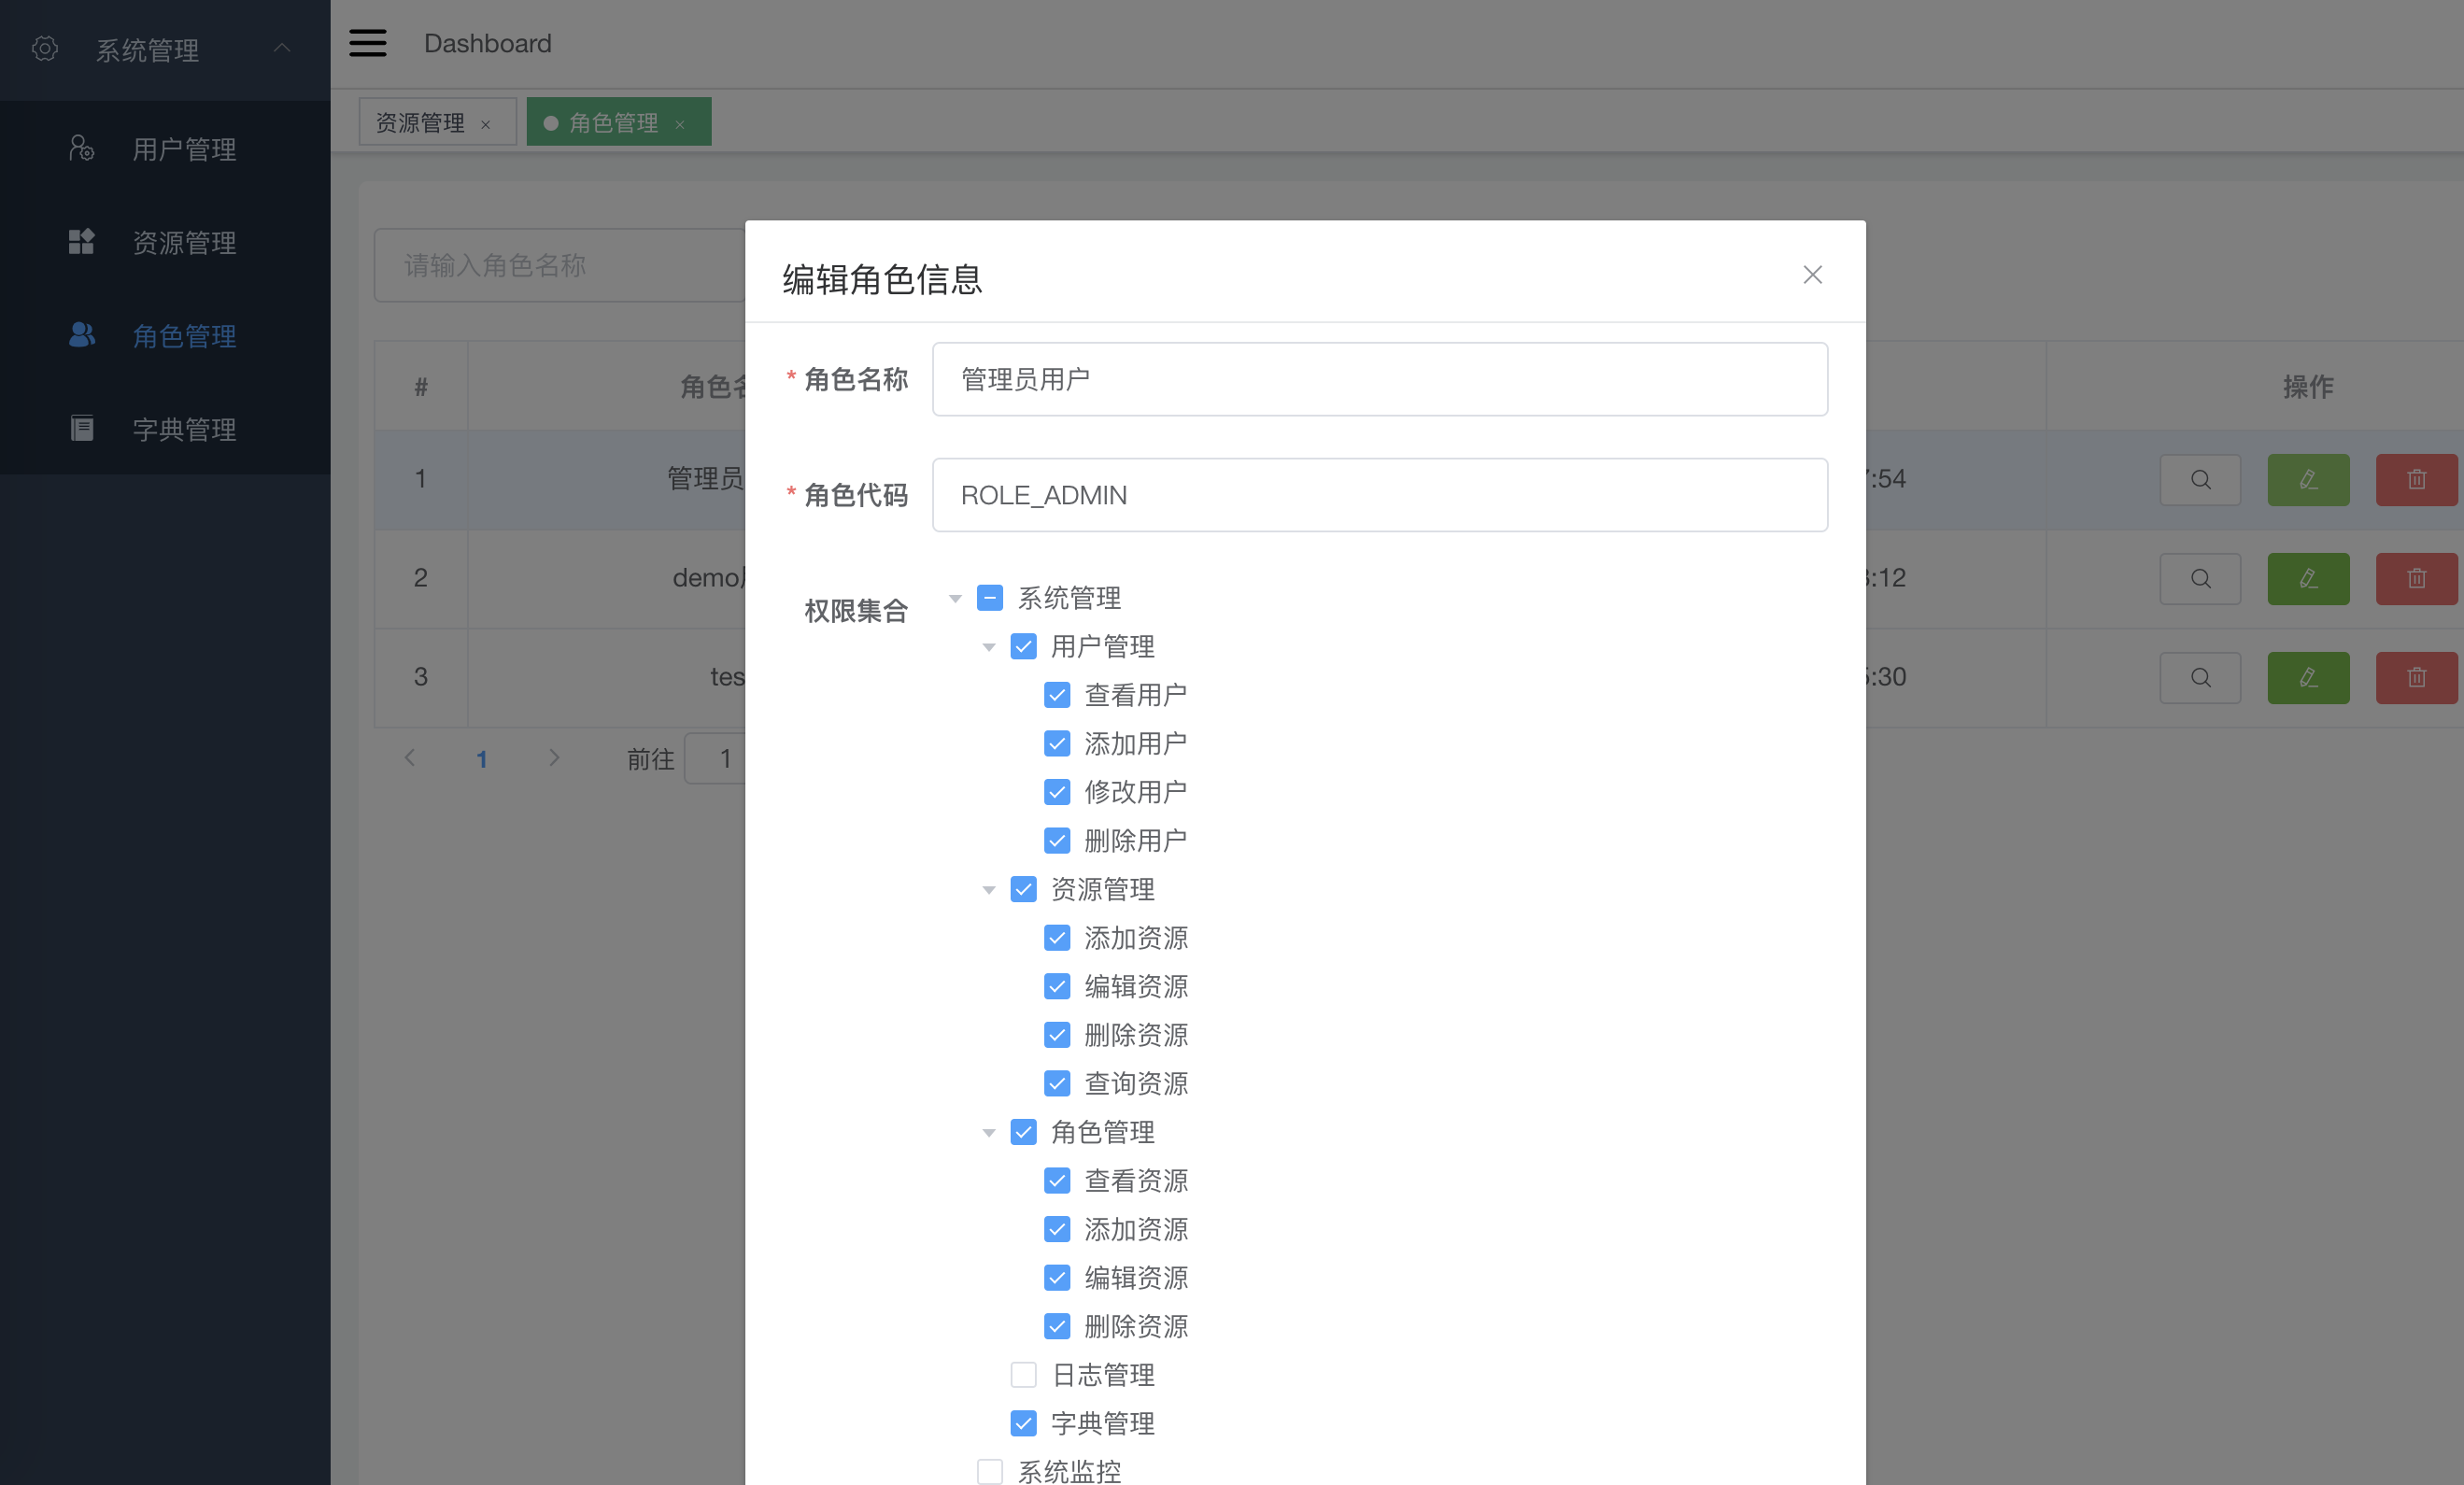 系统管理
用户管理
资源管理
角色管理
字典管理
Dashboard
资源管理 ×
角色管理 ×
请输入角色名称
# 角色 操作
1 管理员 :54
2 demo :12
3 tes :30
1 前往 1
编辑角色信息
* 角色名称 管理员用户
* 角色代码 ROLE_ADMIN
权限集合
系统管理
用户管理
查看用户
添加用户
修改用户
删除用户
资源管理
添加资源
编辑资源
删除资源
查询资源
角色管理
查看资源
添加资源
编辑资源
删除资源
日志管理
字典管理
系统监控